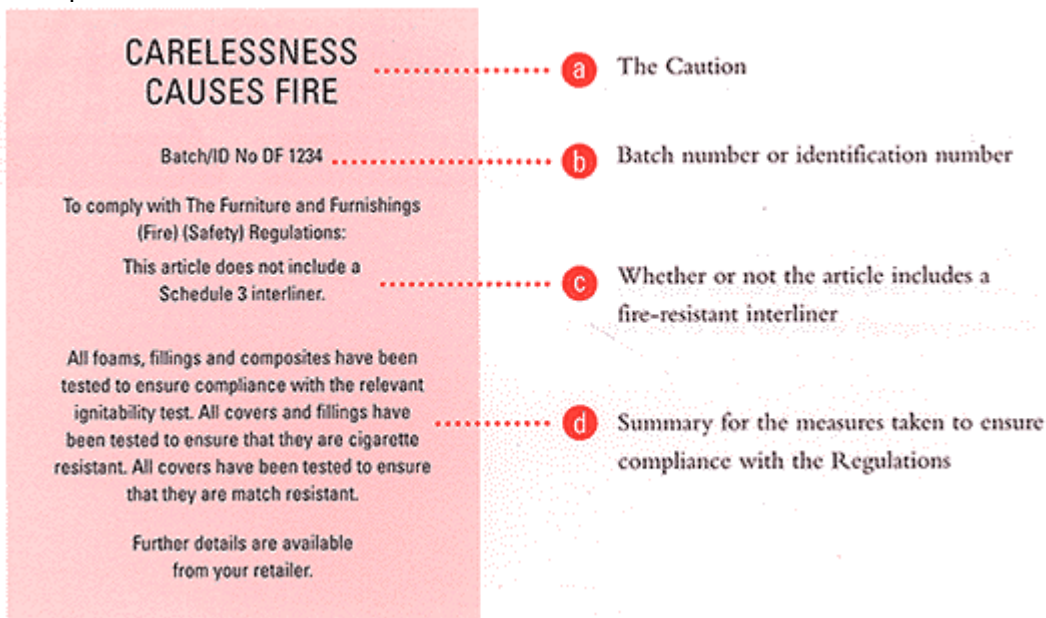 CARELESSNESS
CAUSES FIRE
a The Caution
Batch/ID No DF 1234
b Batch number or identification number
To comply with The Furniture and Furnishings
(Fire) (Safety) Regulations:
This article does not include a
Schedule 3 interliner.
c Whether or not the article includes a
fire-resistant interliner
All foams, fillings and composites have been
tested to ensure compliance with the relevant
ignitability test. All covers and fillings have
been tested to ensure that they are cigarette
resistant. All covers have been tested to ensure
that they are match resistant.
d Summary for the measures taken to ensure
compliance with the Regulations
Further details are available
from your retailer.